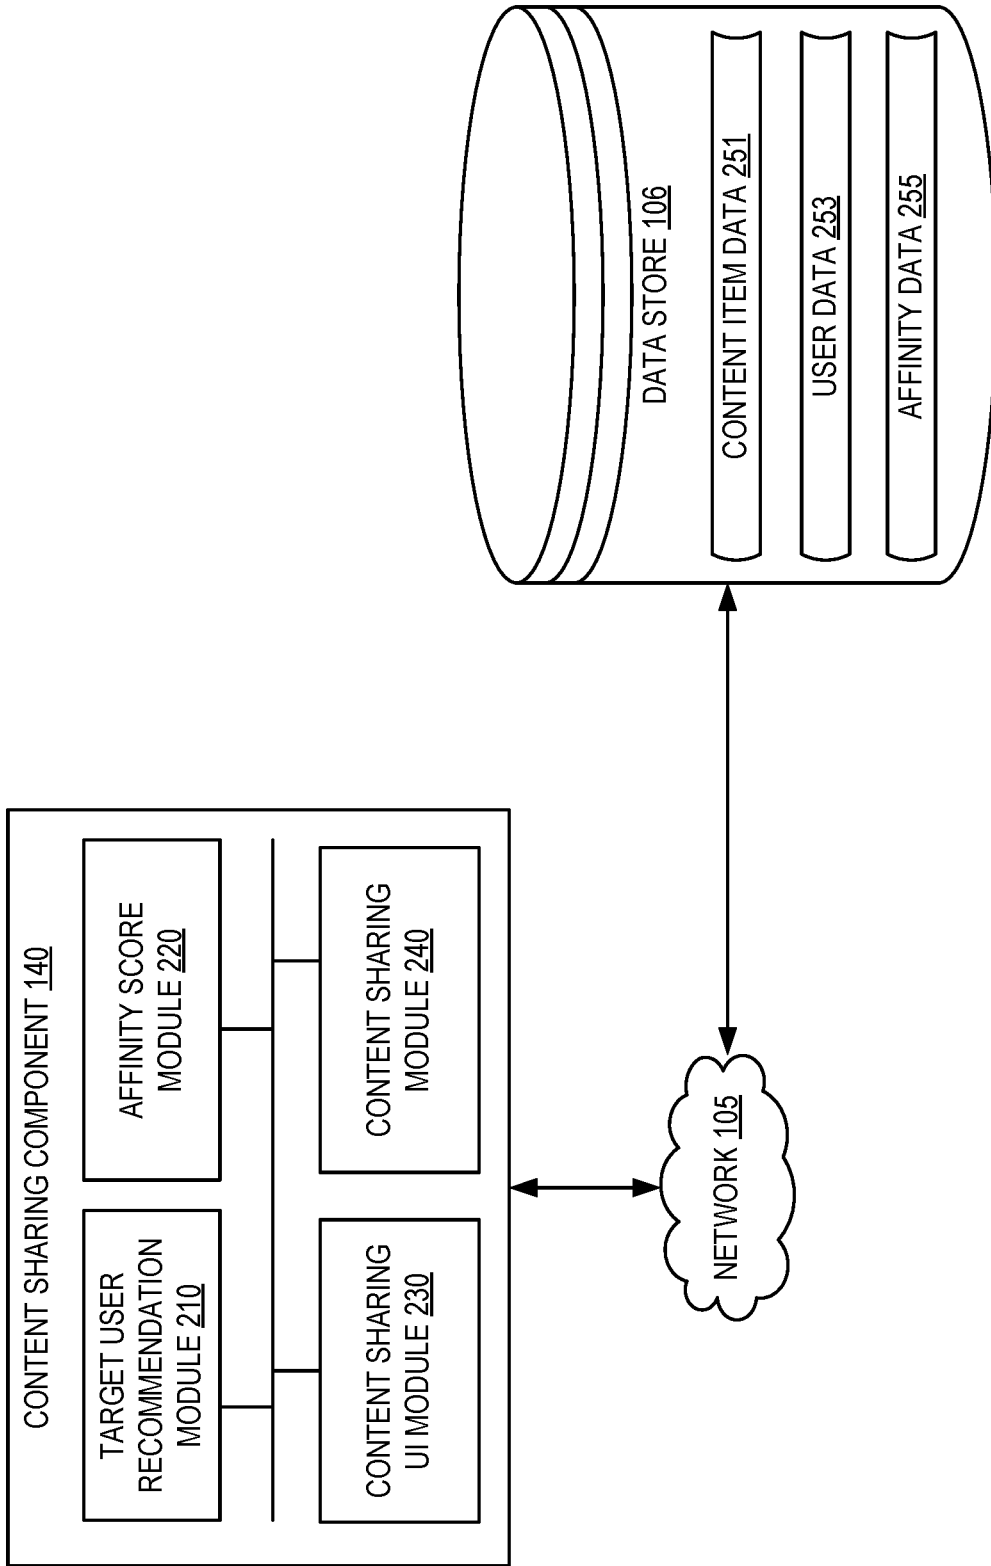 CONTENT SHARING COMPONENT 140
TARGET USER
RECOMMENDATION
MODULE 210
AFFINITY SCORE
MODULE 220
CONTENT SHARING
UI MODULE 230
CONTENT SHARING
MODULE 240
NETWORK 105
DATA STORE 106
CONTENT ITEM DATA 251
USER DATA 253
AFFINITY DATA 255